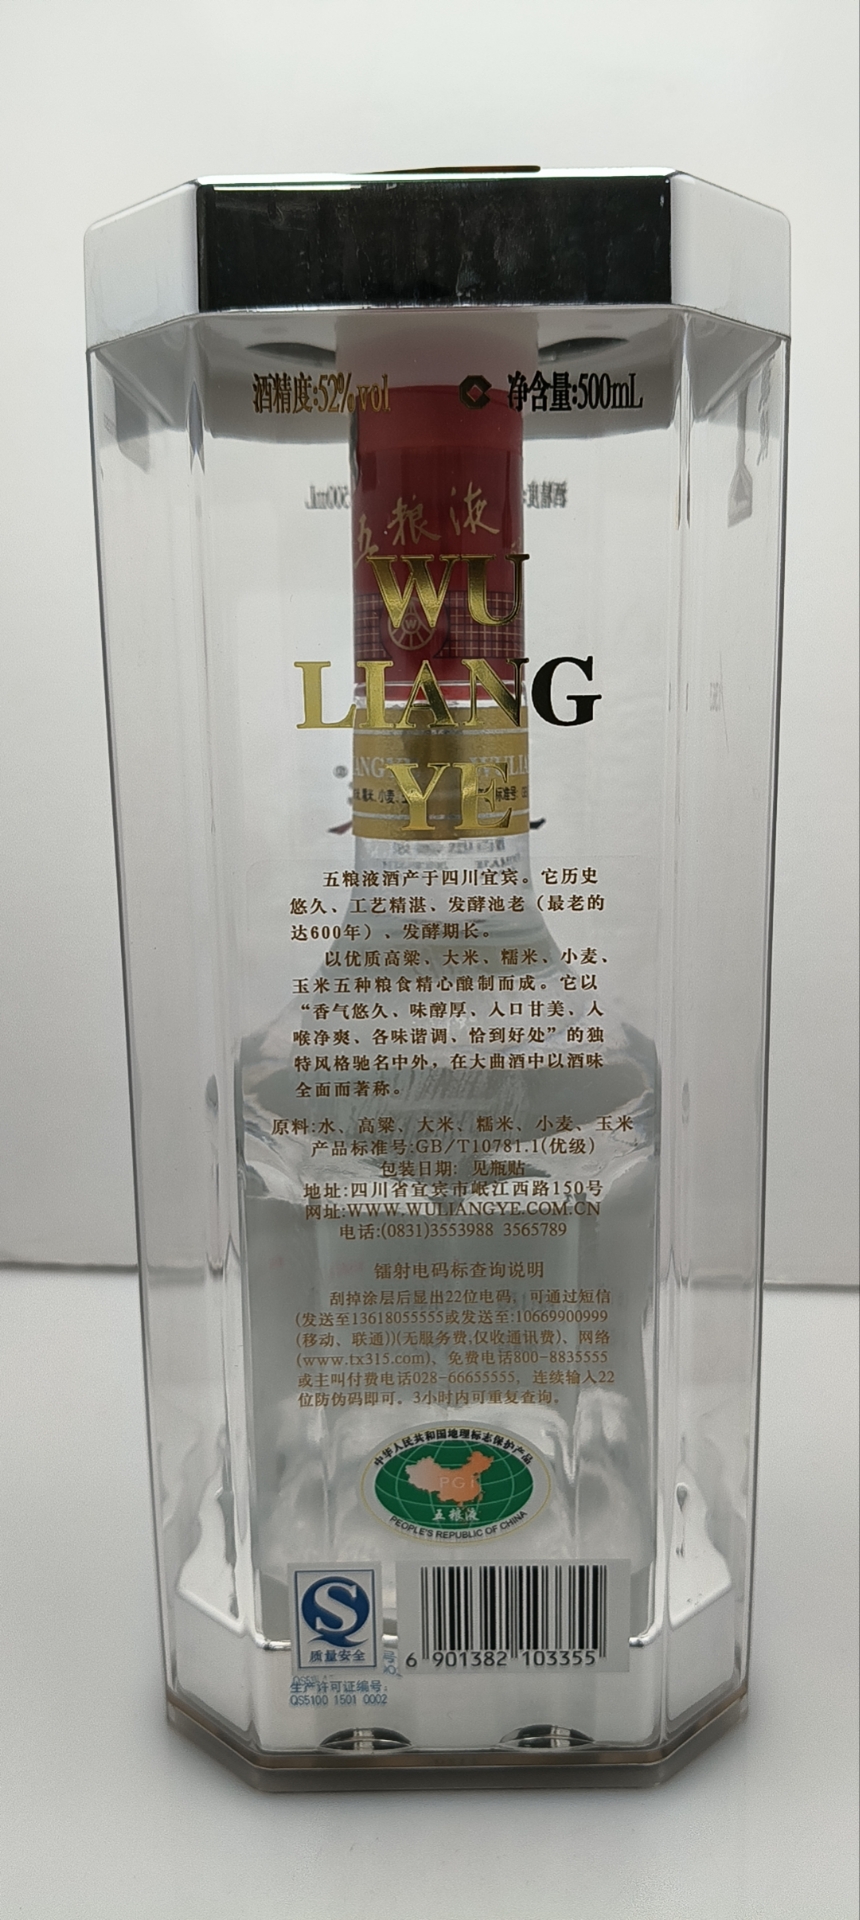 酒精度:52%vol 净含量:500mL
五粮液
WU
LIANG
YE
五粮液酒产于四川宜宾。它历史
悠久、工艺精湛、发酵池老（最老的
达600年）、发酵期长。
以优质高粱、大米、糯米、小麦、
玉米五种粮食精心酿制而成。它以
“香气悠久、味醇厚、入口甘美、入
喉净爽、各味谐调、恰到好处”的独
特风格驰名中外，在大曲酒中以酒味
全面而著称。
原料:水、高粱、大米、糯米、小麦、玉米
产品标准号:GB/T10781.1(优级)
包装日期: 见瓶贴
地址:四川省宜宾市岷江西路150号
网址:WWW.WULIANGYE.COM.CN
电话:(0831)3553988 3565789
镭射电码标查询说明
刮掉涂层后显出22位电码，可通过短信
(发送至13618055555或发送至:10669900999
(移动、联通))(无服务费,仅收通讯费)、网络
(www.tx315.com)、免费电话800-8835555
或主叫付费电话028-66655555，连续输入22
位防伪码即可。3小时内可重复查询。
中华人民共和国地理标志保护产品
PGI
五粮液
PEOPLE'S REPUBLIC OF CHINA
质量安全
生产许可证编号:
QS5100 1501 0002
6 901382 103355